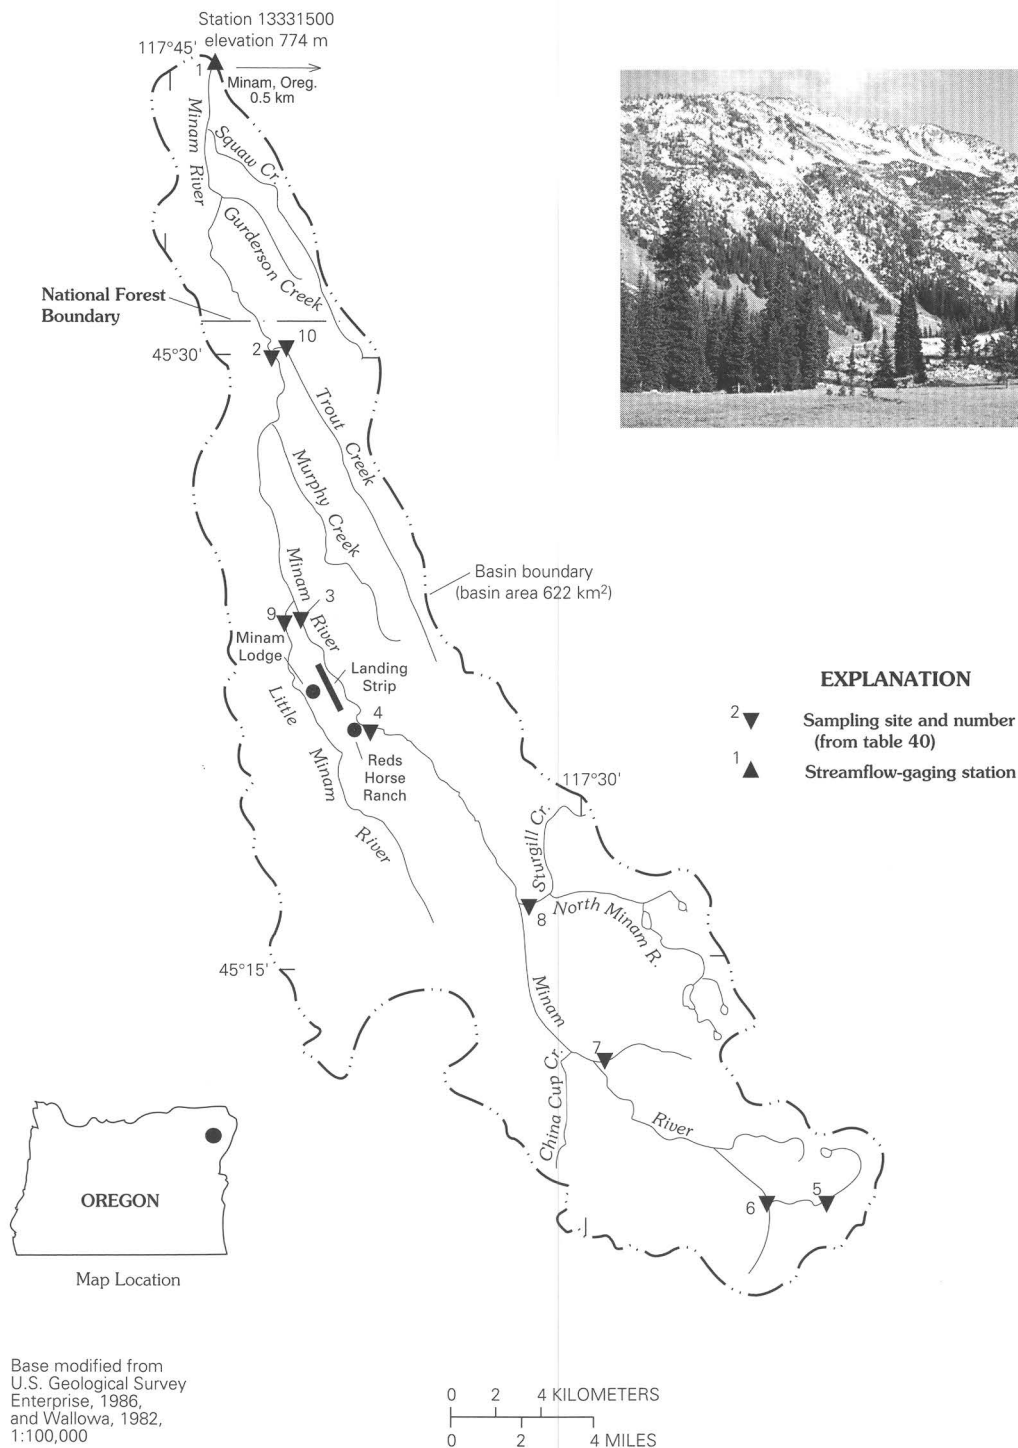 Station 13331500
elevation 774 m
117°45'
1
Minam, Oreg.
0.5 km
Minam River
Squaw Cr.
Gurderson Creek
National Forest
Boundary
10
2
45°30'
Trout Creek
Murphy Creek
Basin boundary
(basin area 622 km²)
Minam River
3
9
Minam
Lodge
Landing
Strip
4
Little Minam River
Reds
Horse
Ranch
EXPLANATION
2 Sampling site and number
(from table 40)
1 Streamflow-gaging station
117°30'
Sturgill Cr.
North Minam R.
8
45°15'
Minam River
7
China Cup Cr.
5
6
OREGON
Map Location
Base modified from
U.S. Geological Survey
Enterprise, 1986,
and Wallowa, 1982,
1:100,000
0 2 4 KILOMETERS
0 2 4 MILES